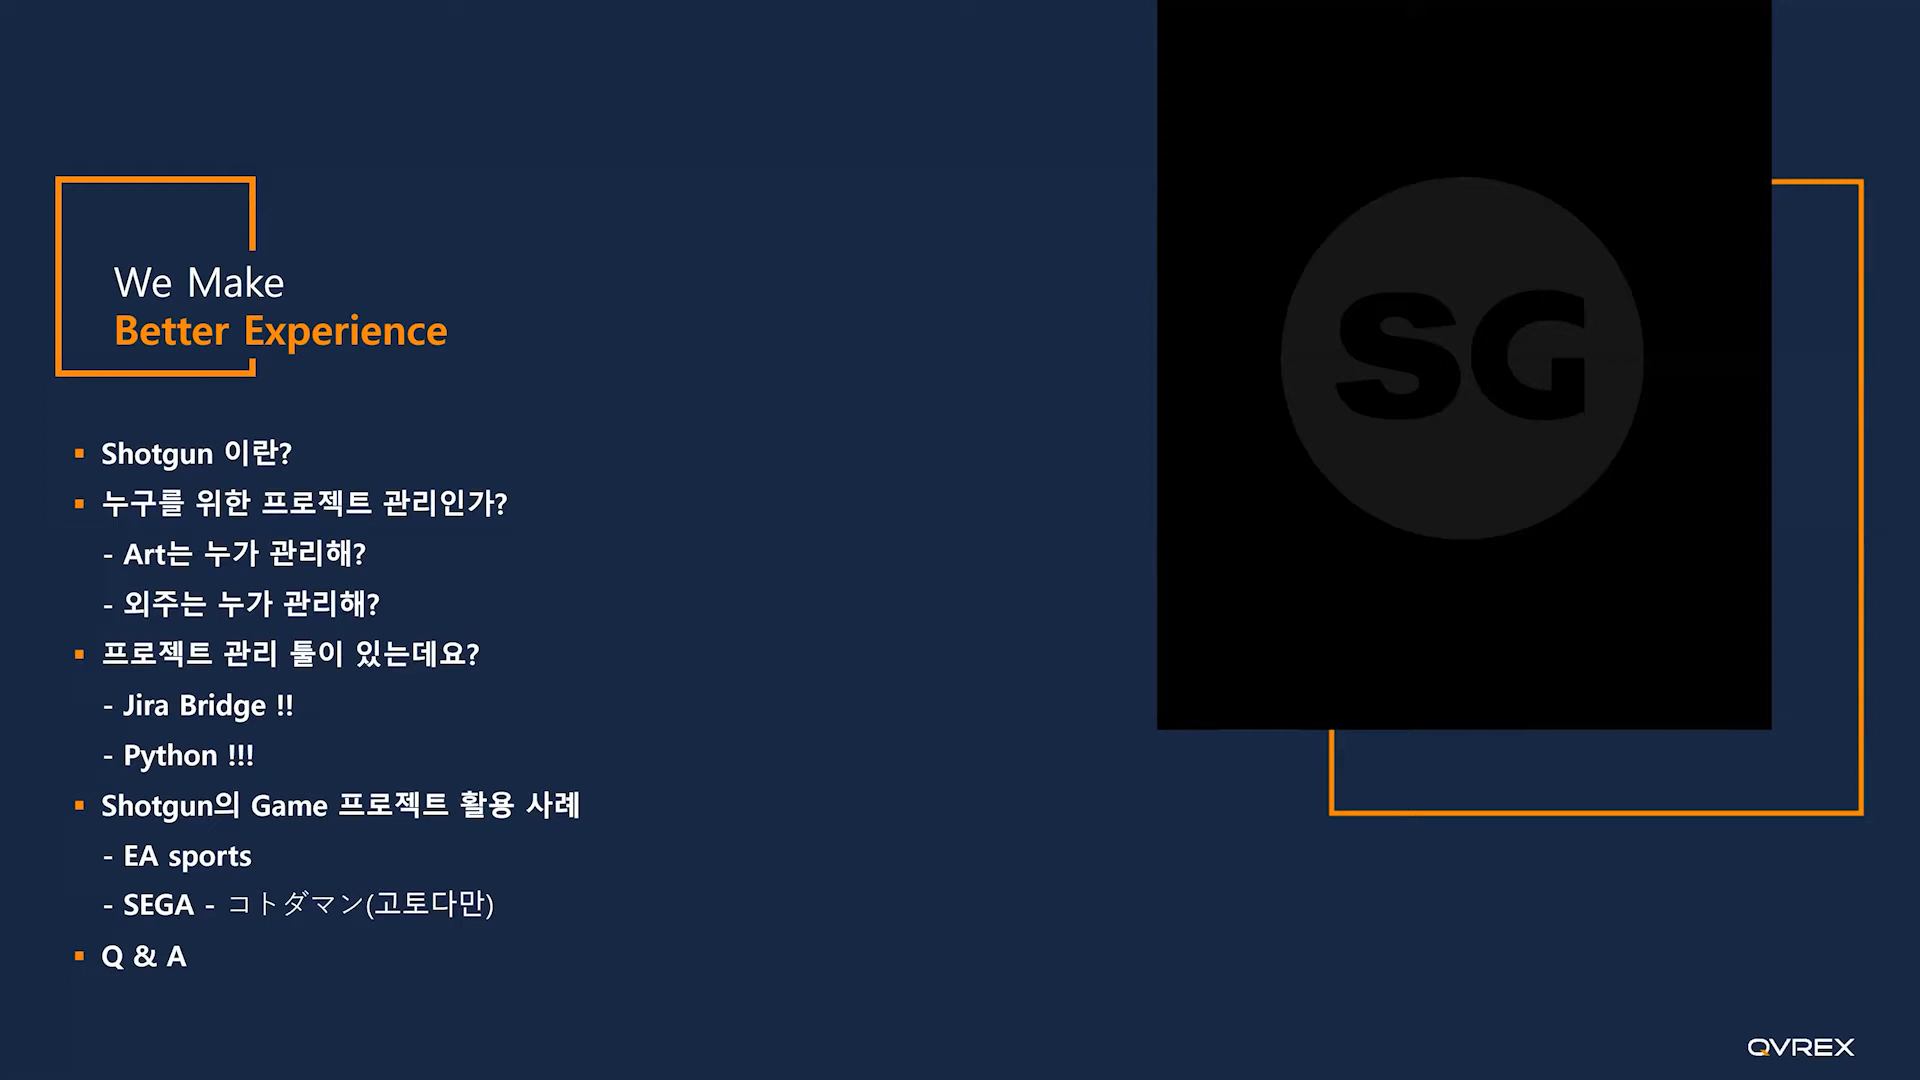 We Make
Better Experience
Shotgun 이란?
누구를 위한 프로젝트 관리인가?
- Art는 누가 관리해?
- 외주는 누가 관리해?
프로젝트 관리 툴이 있는데요?
- Jira Bridge !!
- Python !!!
Shotgun의 Game 프로젝트 활용 사례
- EA sports
- SEGA - コトダマン(고토다만)
Q & A
SG
QVREX